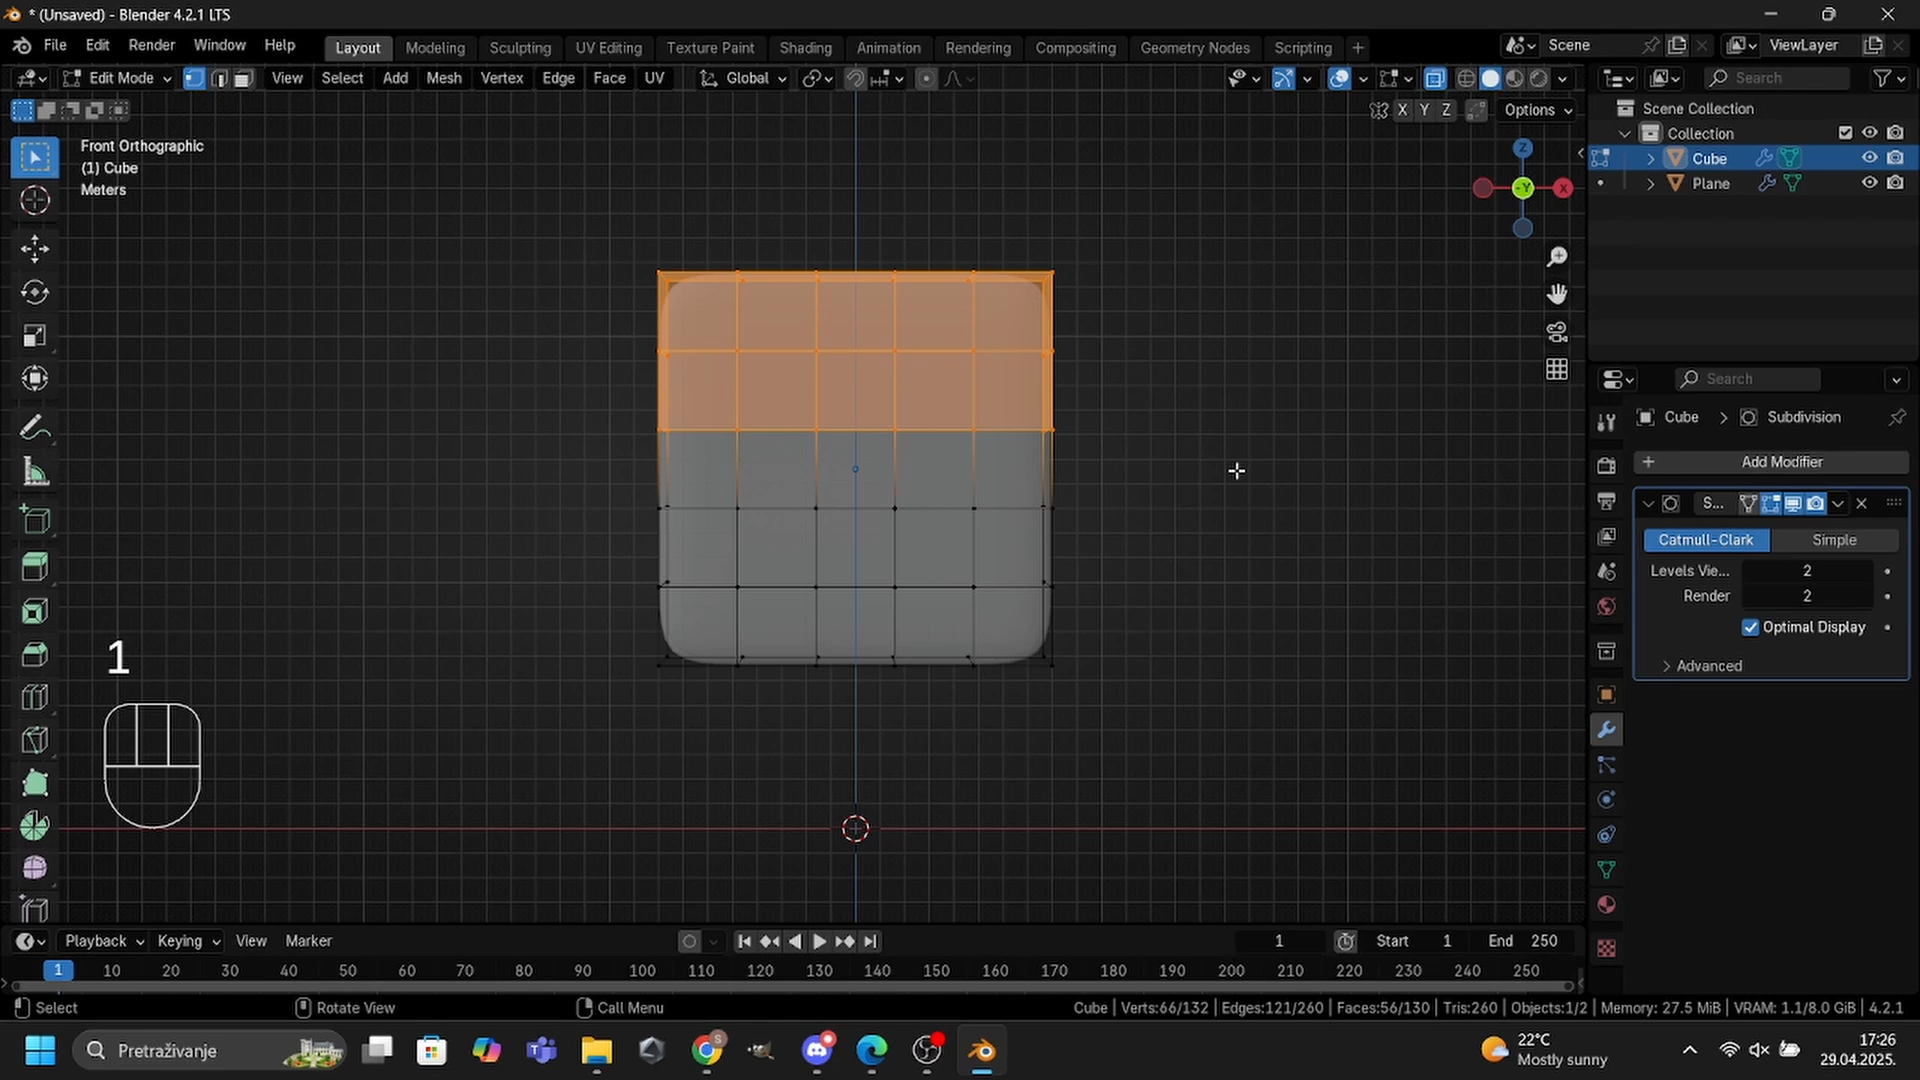 * (Unsaved) - Blender 4.2.1 LTS
File Edit Render Window Help Layout Modeling Sculpting UV Editing Texture Paint Shading Animation Rendering Compositing Geometry Nodes Scripting + Scene ViewLayer
Edit Mode View Select Add Mesh Vertex Edge Face UV Global Search
X Y Z Options
Front Orthographic
(1) Cube
Meters
Z
Y
X
Scene Collection
Collection
Cube
Plane
Search
Cube > Subdivision
+ Add Modifier
S...
Catmull-Clark Simple
Levels Vie... 2
Render 2
Optimal Display
Advanced
1
Playback Keying View Marker 1 Start 1 End 250
1 10 20 30 40 50 60 70 80 90 100 110 120 130 140 150 160 170 180 190 200 210 220 230 240 250
Select Rotate View Call Menu Cube | Verts:66/132 | Edges:121/260 | Faces:56/130 | Tris:260 | Objects:1/2 | Memory: 27.5 MiB | VRAM: 1.1/8.0 GiB | 4.2.1
Pretraživanje
22°C
Mostly sunny
17:26
29.04.2025.